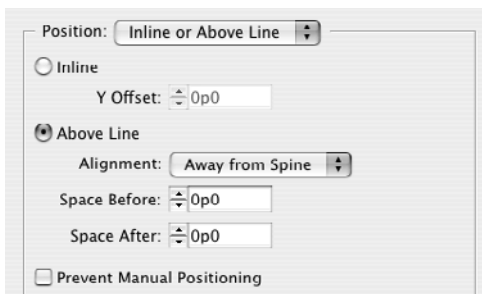 Position: Inline or Above Line
Inline
Y Offset: 0p0
Above Line
Alignment: Away from Spine
Space Before: 0p0
Space After: 0p0
Prevent Manual Positioning